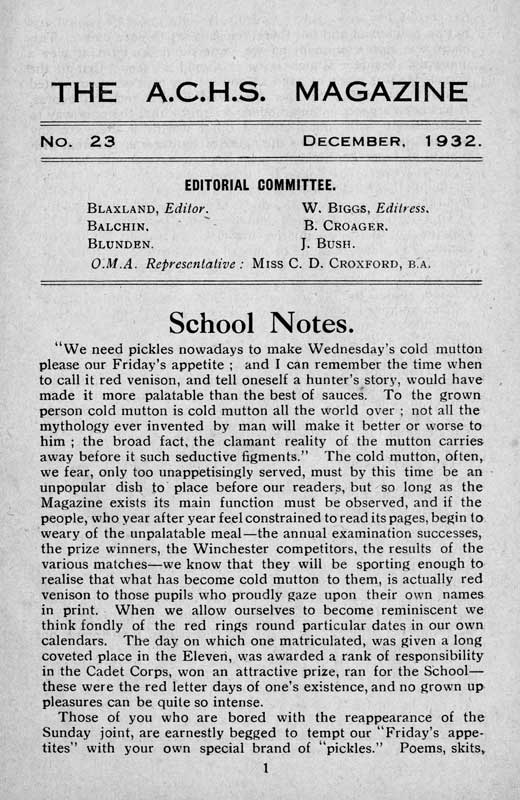 THE A.C.H.S. MAGAZINE
No. 23 DECEMBER, 1932.
EDITORIAL COMMITTEE.
BLAXLAND, Editor. W. BIGGS, Editress.
BALCHIN. B. CROAGER.
BLUNDEN. J. BUSH.
O.M.A. Representative : MISS C. D. CROXFORD, B.A.
School Notes.
"We need pickles nowadays to make Wednesday's cold mutton
please our Friday's appetite ; and I can remember the time when
to call it red venison, and tell oneself a hunter's story, would have
made it more palatable than the best of sauces. To the grown
person cold mutton is cold mutton all the world over ; not all the
mythology ever invented by man will make it better or worse to
him ; the broad fact, the clamant reality of the mutton carries
away before it such seductive figments." The cold mutton, often,
we fear, only too unappetisingly served, must by this time be an
unpopular dish to place before our readers, but so long as the
Magazine exists its main function must be observed, and if the
people, who year after year feel constrained to read its pages, begin to
weary of the unpalatable meal—the annual examination successes,
the prize winners, the Winchester competitors, the results of the
various matches—we know that they will be sporting enough to
realise that what has become cold mutton to them, is actually red
venison to those pupils who proudly gaze upon their own names
in print. When we allow ourselves to become reminiscent we
think fondly of the red rings round particular dates in our own
calendars. The day on which one matriculated, was given a long
coveted place in the Eleven, was awarded a rank of responsibility
in the Cadet Corps, won an attractive prize, ran for the School—
these were the red letter days of one's existence, and no grown up
pleasures can be quite so intense.
Those of you who are bored with the reappearance of the
Sunday joint, are earnestly begged to tempt our "Friday's appe-
tites" with your own special brand of "pickles." Poems, skits,
1